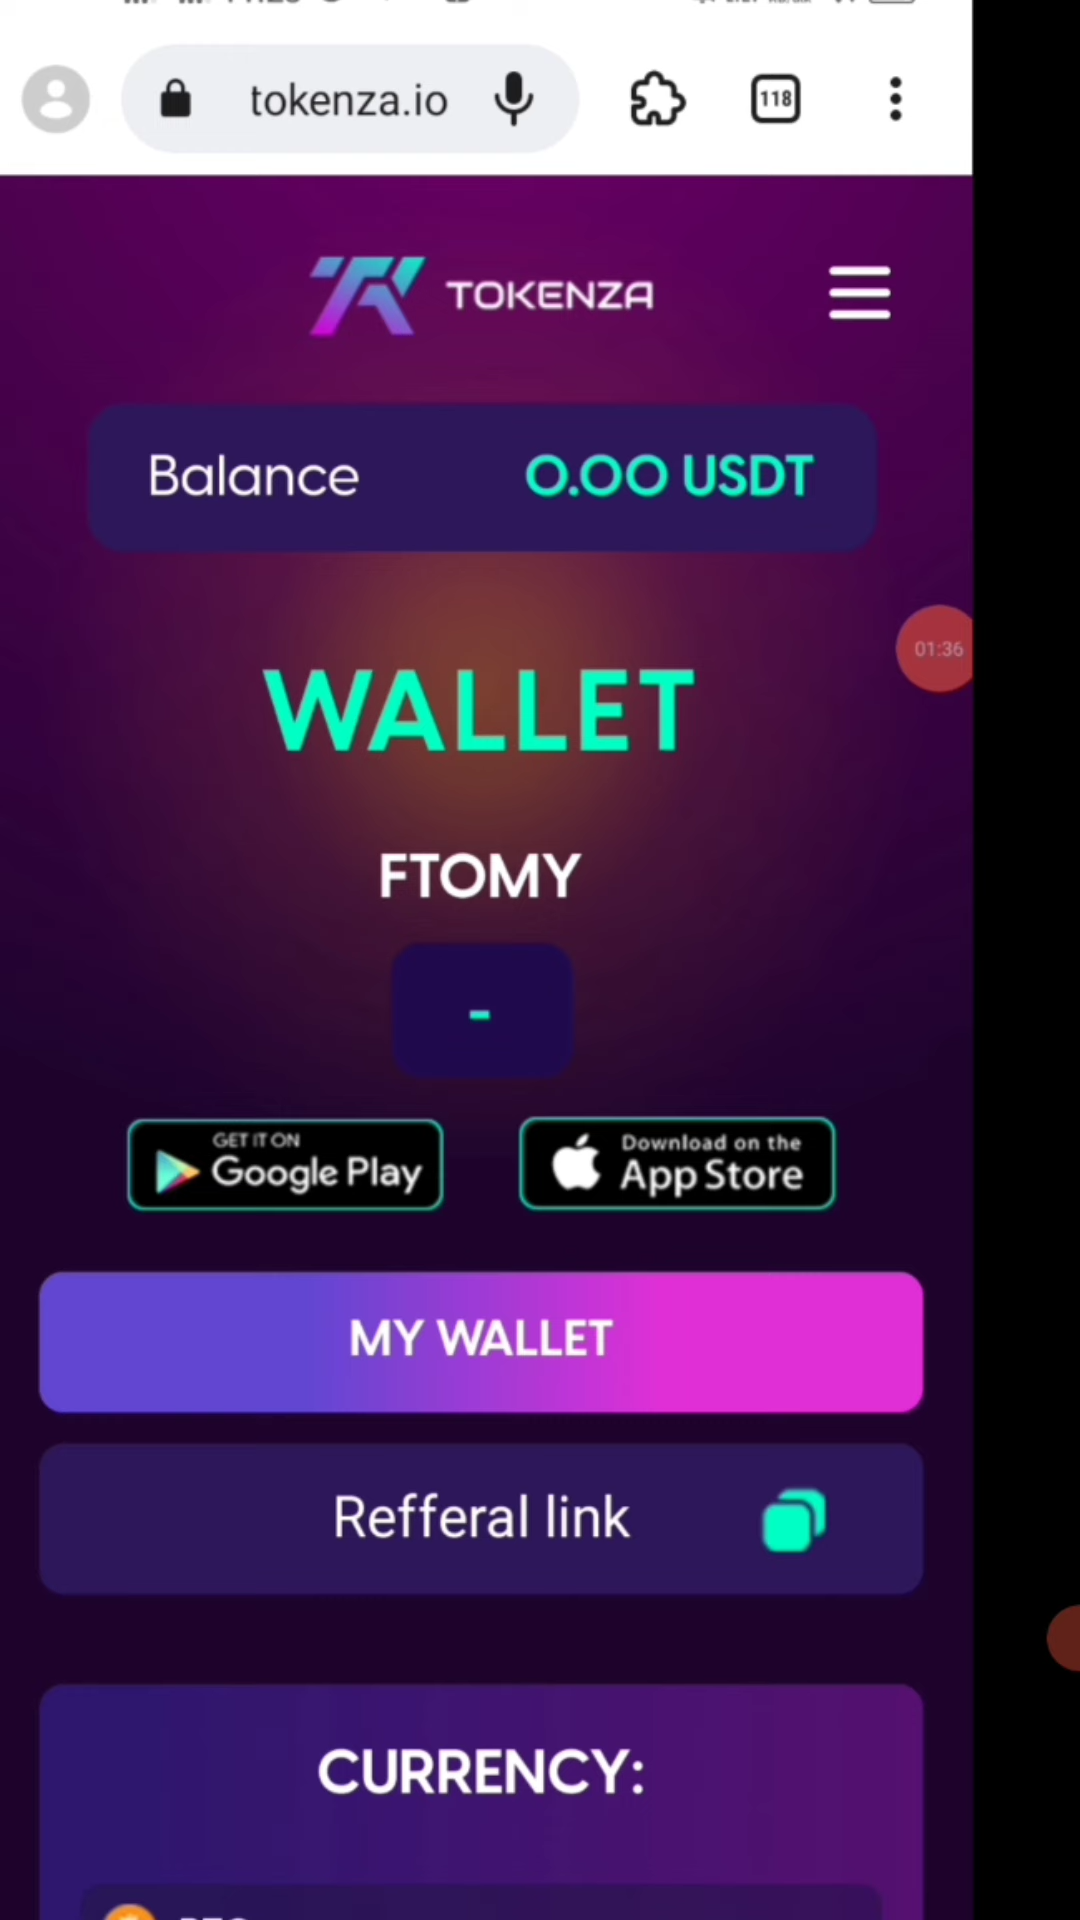 tokenza.io
118
TOKENZA
Balance
0.00 USDT
01:36
WALLET
FTOMY
-
GET IT ON
Google Play
Download on the
App Store
MY WALLET
Refferal link
CURRENCY: